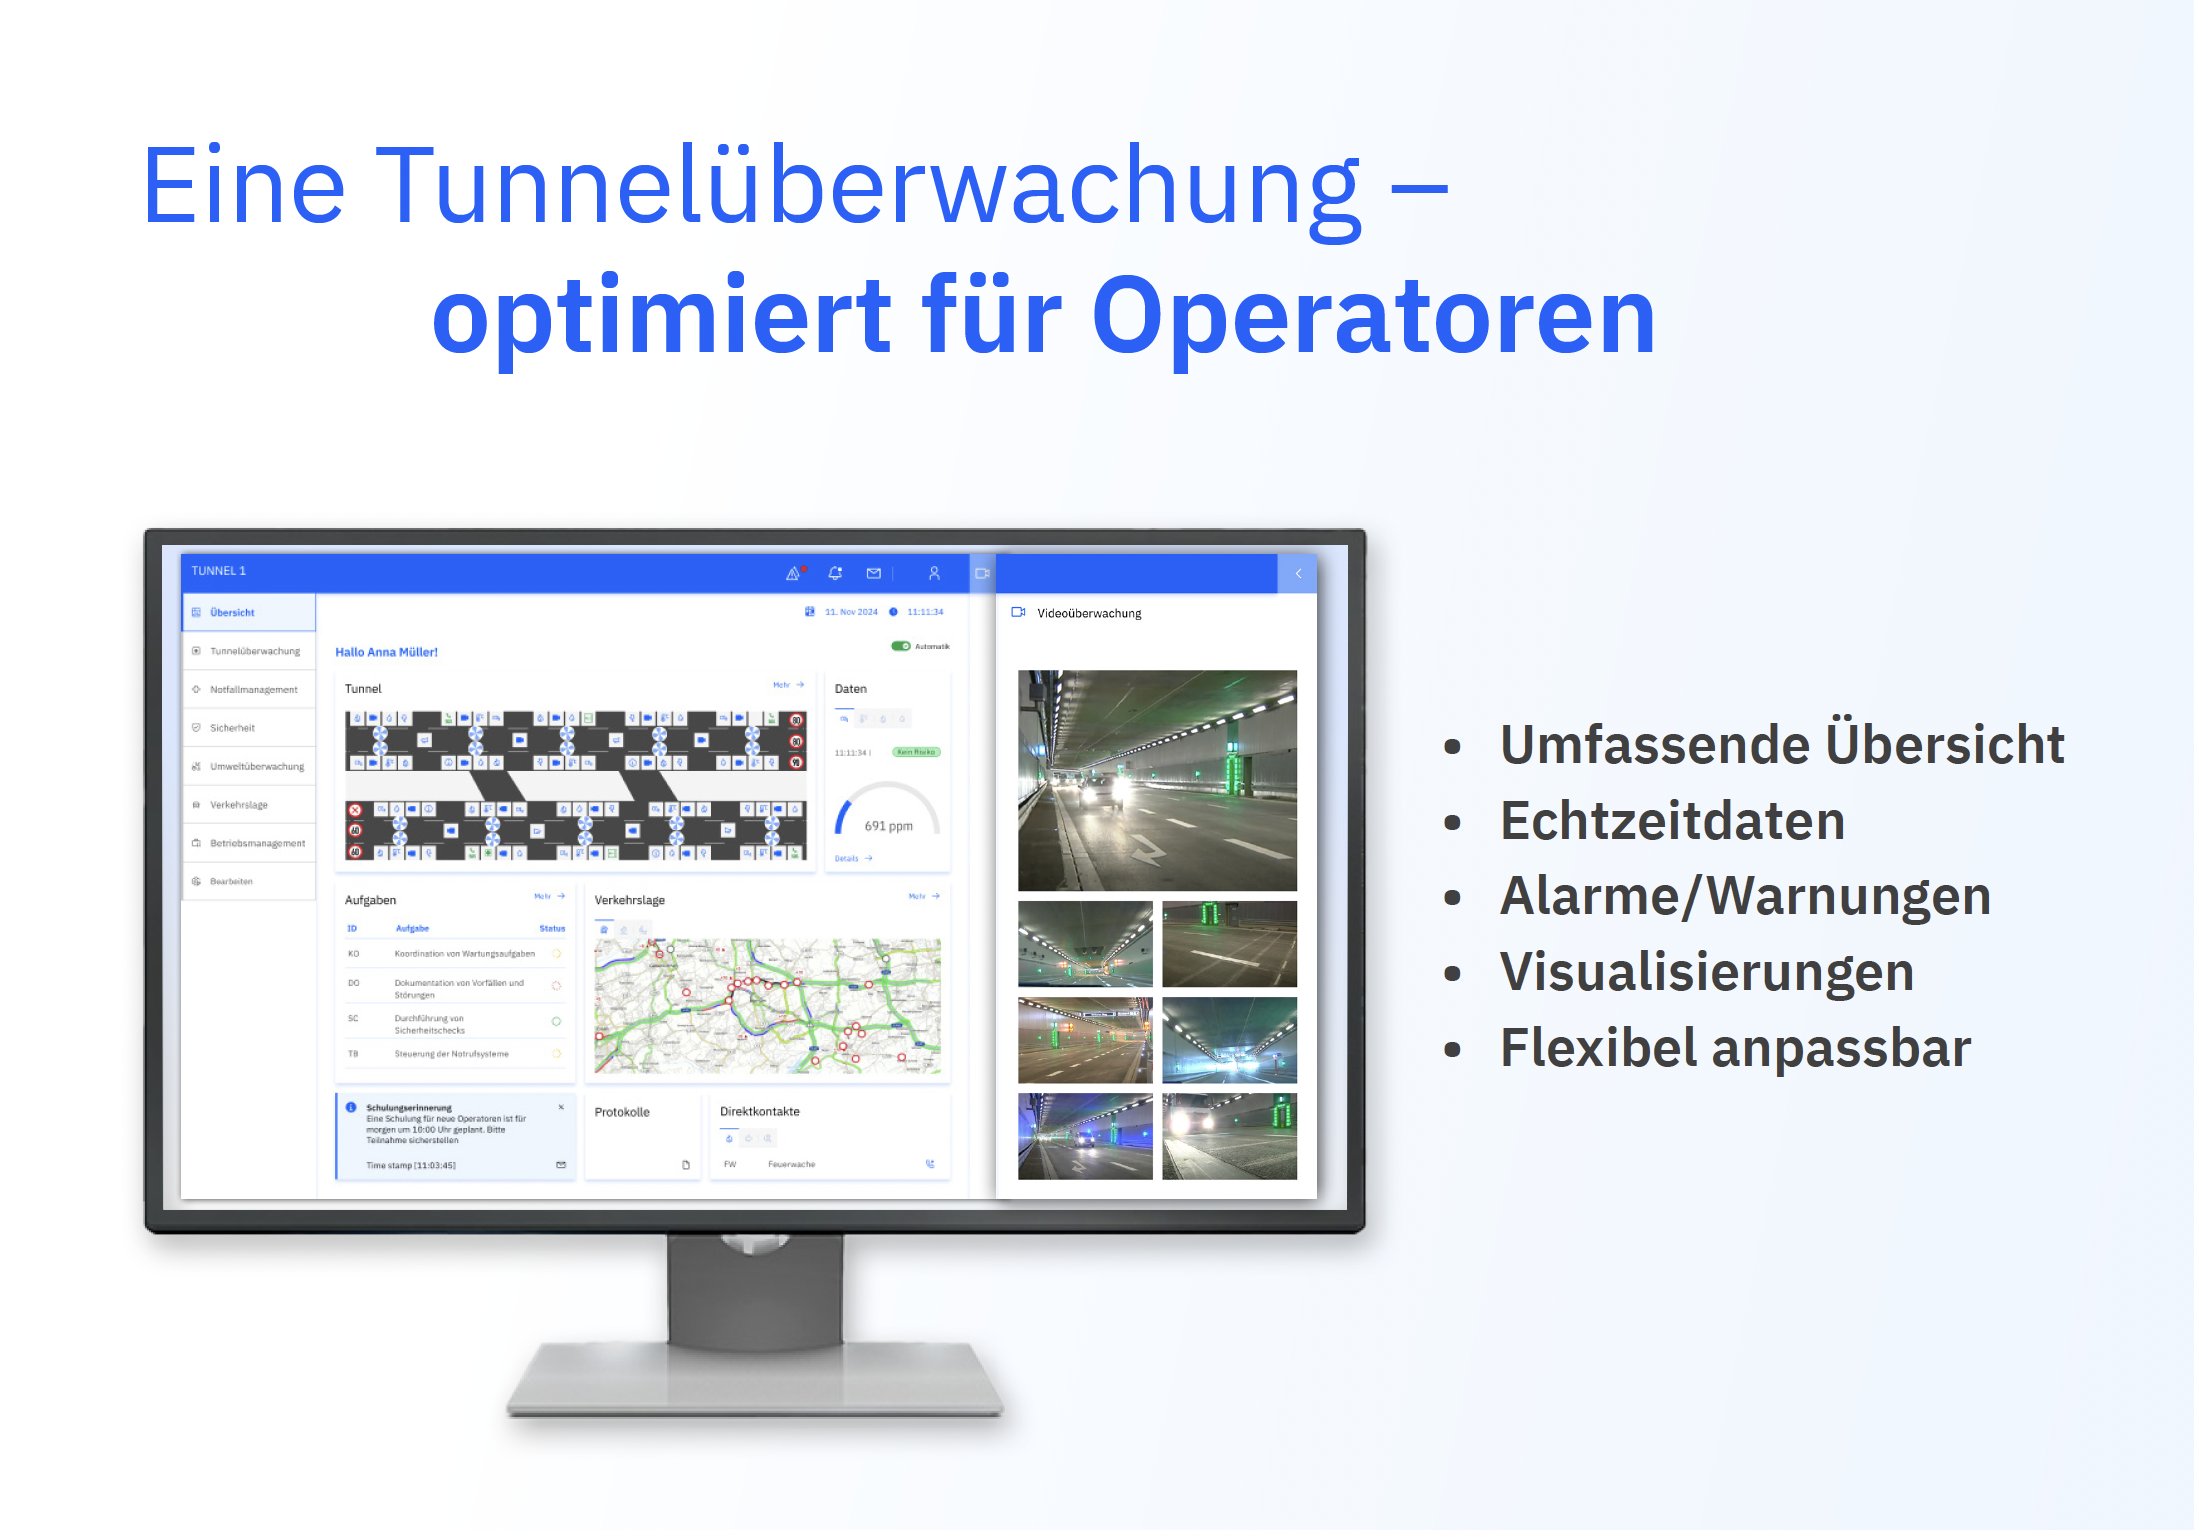 Eine Tunnelüberwachung –
optimiert für Operatoren
TUNNEL 1
Übersicht
Tunnelüberwachung
Notfallmanagement
Sicherheit
Umweltüberwachung
Verkehrslage
Betriebsmanagement
Bearbeiten
11. Nov 2024 11:11:34
Hallo Anna Müller!
Automatik
Tunnel
Mehr →
80
80
60
60
Daten
11:11:34 |
Kein Risiko
691 ppm
Details →
Aufgaben
Mehr →
ID Aufgabe Status
KO Koordination von Wartungsaufgaben
DO Dokumentation von Vorfällen und
Störungen
SC Durchführung von
Sicherheitschecks
TB Steuerung der Notrufsysteme
Verkehrslage
Mehr →
Schulungserinnerung
Eine Schulung für neue Operatoren ist für
morgen um 10:00 Uhr geplant. Bitte
Teilnahme sicherstellen
Time stamp [11:03:45]
Protokolle
Direktkontakte
FW Feuerwache
Videoüberwachung
• Umfassende Übersicht
• Echtzeitdaten
• Alarme/Warnungen
• Visualisierungen
• Flexibel anpassbar